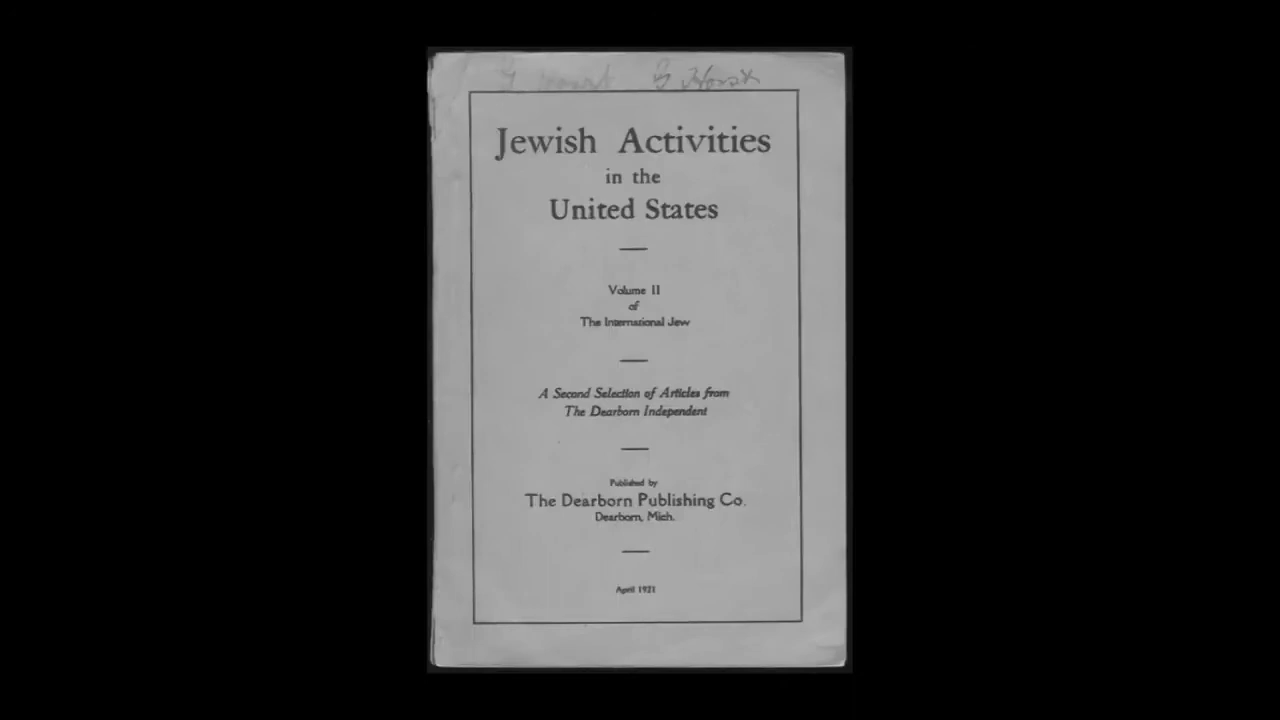 Jewish Activities
in the
United States
Volume II
of
The International Jew
A Second Selection of Articles from
The Dearborn Independent
Published by
The Dearborn Publishing Co.
Dearborn, Mich.
April 1921